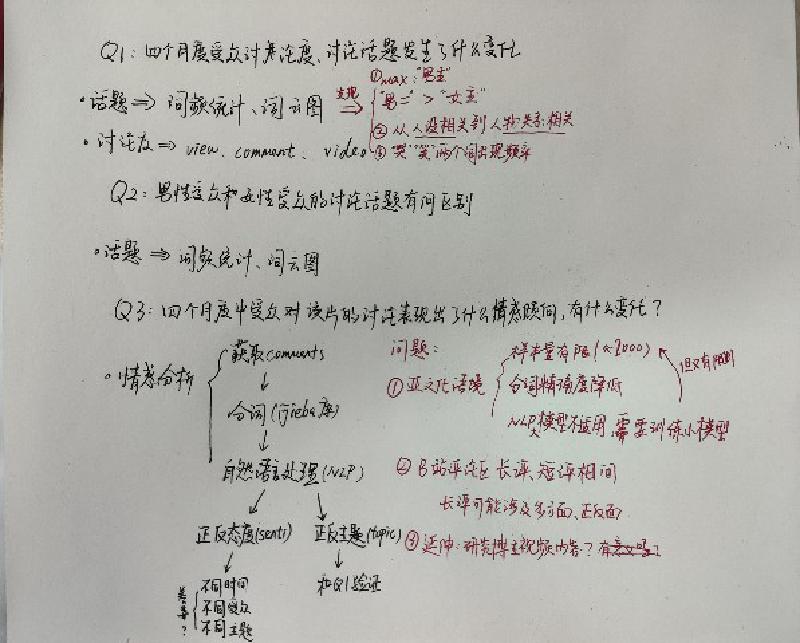 Q1: 四个月度受众讨论度、讨论话题发生了什么变化
·话题⇒ 词频统计、词云图 发现⇒ ①max: "男主"
"男二" > "女主"
②从人设相关到人物关系相关
·讨论度⇒ view、comment、video ③"哭""笑"两个词出现频率
Q2: 男性受众和女性受众的讨论话题有何区别
·话题⇒ 词频统计、词云图
Q3: 四个月度中受众对该片的讨论表现出了什么情感倾向, 有什么变化?
·情感分析
获取comments
↓
分词(行jieba库)
↓
自然语言处理(NLP)
正反态度(senti) 正反主题(topic)
↓ ↓
差异?
不同时间 和Q1验证
不同受众
不同主题
问题:
①亚文化语境
样本量有限(≈7000)
分词精确度降低
NLP大模型不适用, 需要训练小模型
但又有限制
②B站评论区长评、短评相间
长评可能涉及多方面、正反面.
③延伸: 研究博主视频内容? 有意义吗?